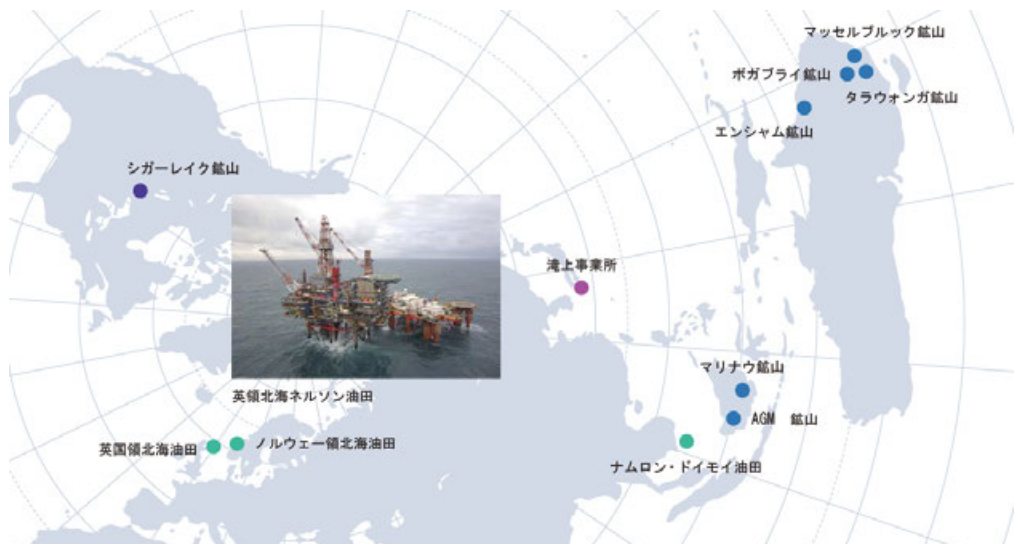 マッセルブルック鉱山
ボガブライ鉱山
タラウォンガ鉱山
エンシャム鉱山
シガーレイク鉱山
滝上事業所
マリナウ鉱山
英領北海ネルソン油田
AGM 鉱山
英国領北海油田
ノルウェー領北海油田
ナムロン・ドイモイ油田